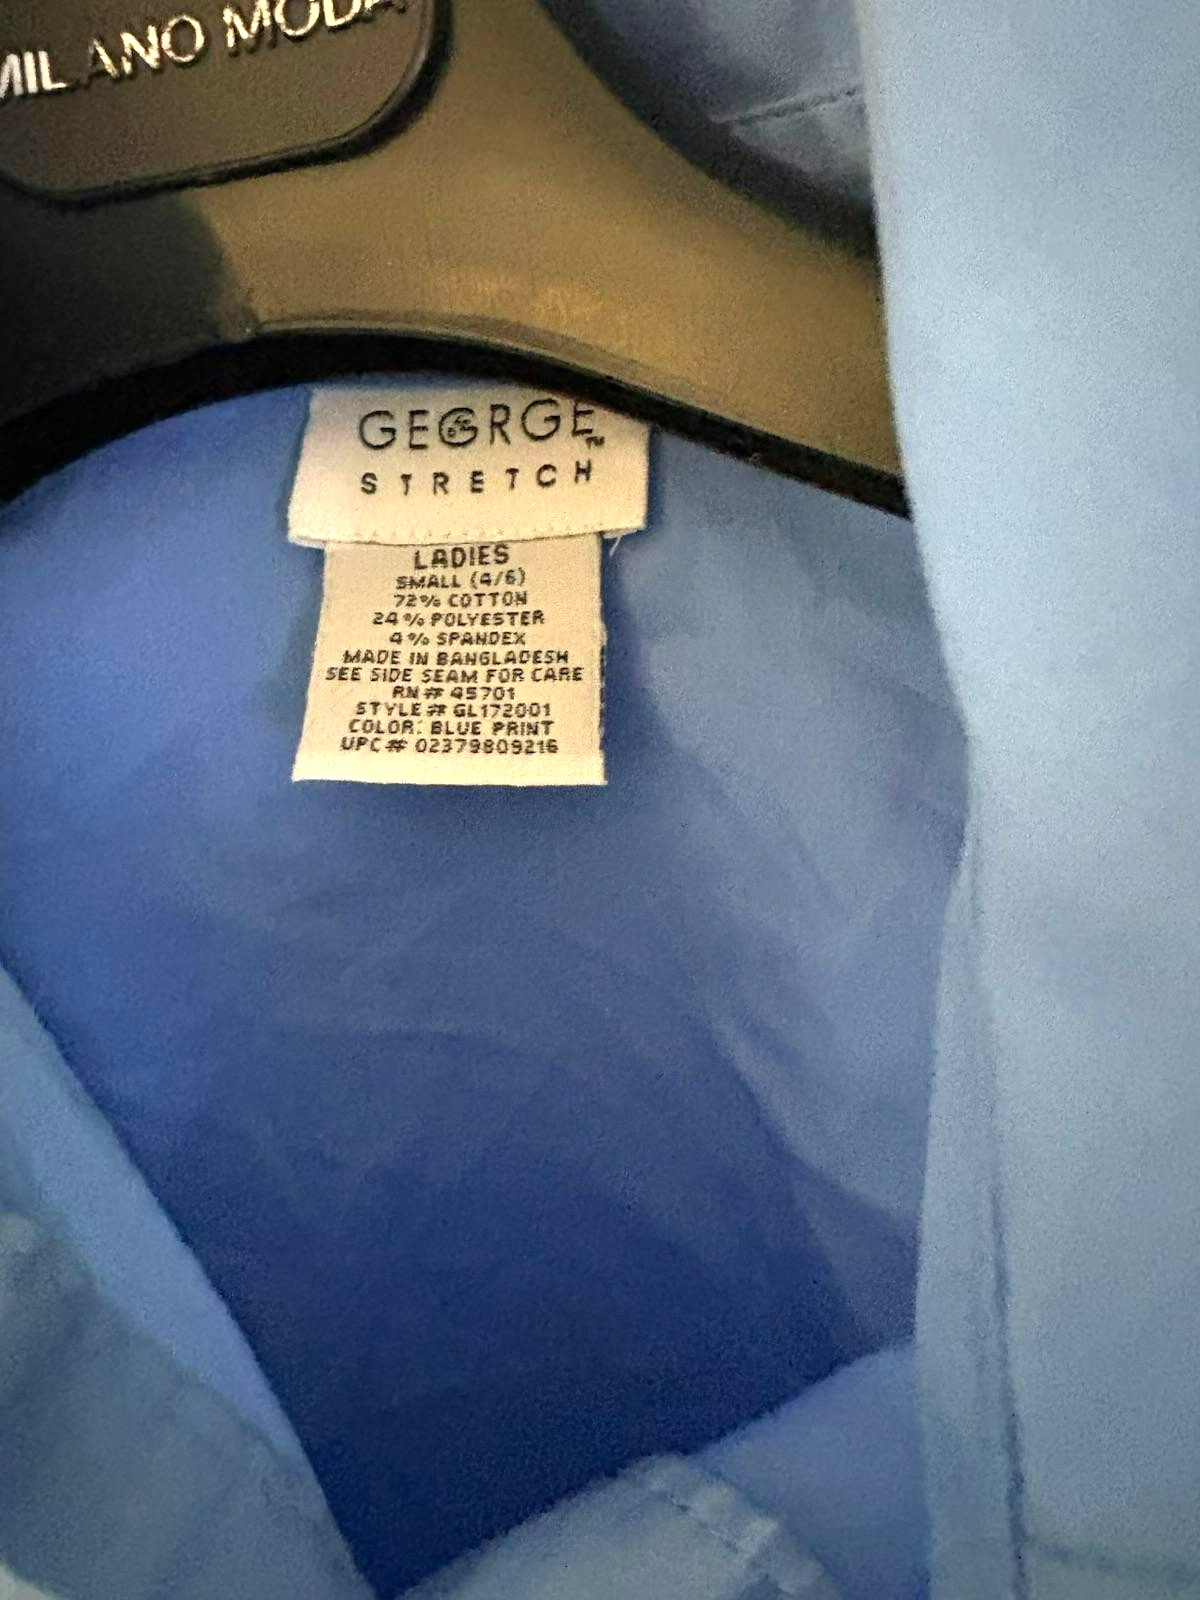 MILANO MODA
GEORGE™
STRETCH
LADIES
SMALL (4/6)
72% COTTON
24% POLYESTER
4% SPANDEX
MADE IN BANGLADESH
SEE SIDE SEAM FOR CARE
RN# 45701
STYLE# GL172001
COLOR: BLUE PRINT
UPC# 02379809216